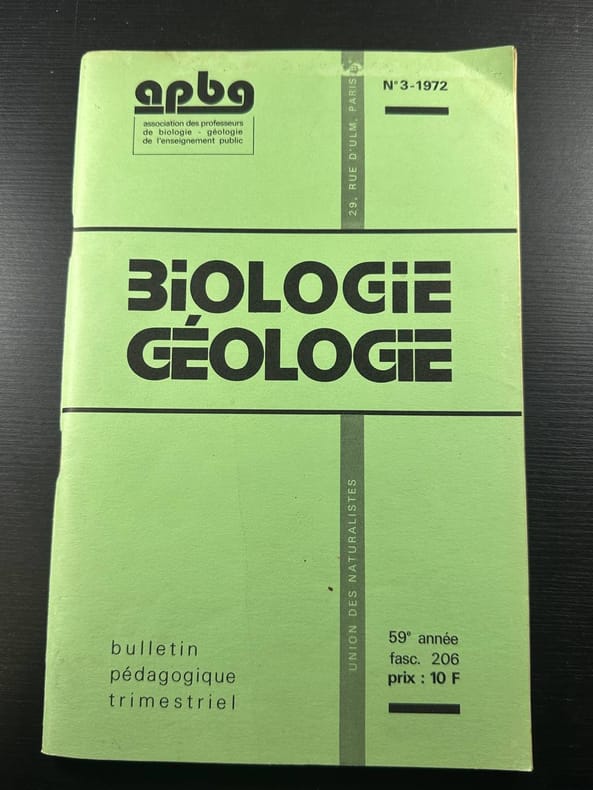 apbg
association des professeurs
de biologie - géologie
de l'enseignement public
29, RUE D'ULM, PARIS 5e
N° 3-1972
BiOLOGiE
GÉOLOGiE
UNION DES NATURALISTES
bulletin
pédagogique
trimestriel
59e année
fasc. 206
prix : 10 F